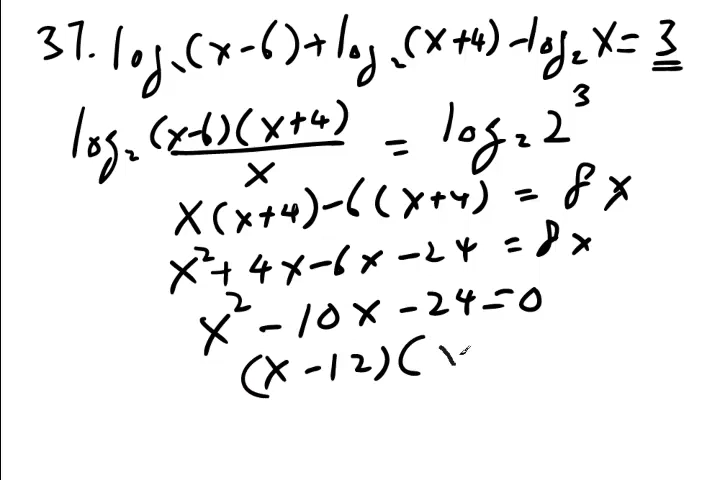 37. log₂(x-6)+log₂(x+4)-log₂x=3
log₂ (x-6)(x+4)/x = log₂2³
x(x+4)-6(x+4) = 8x
x²+4x-6x-24=8x
x²-10x-24=0
(x-12)(